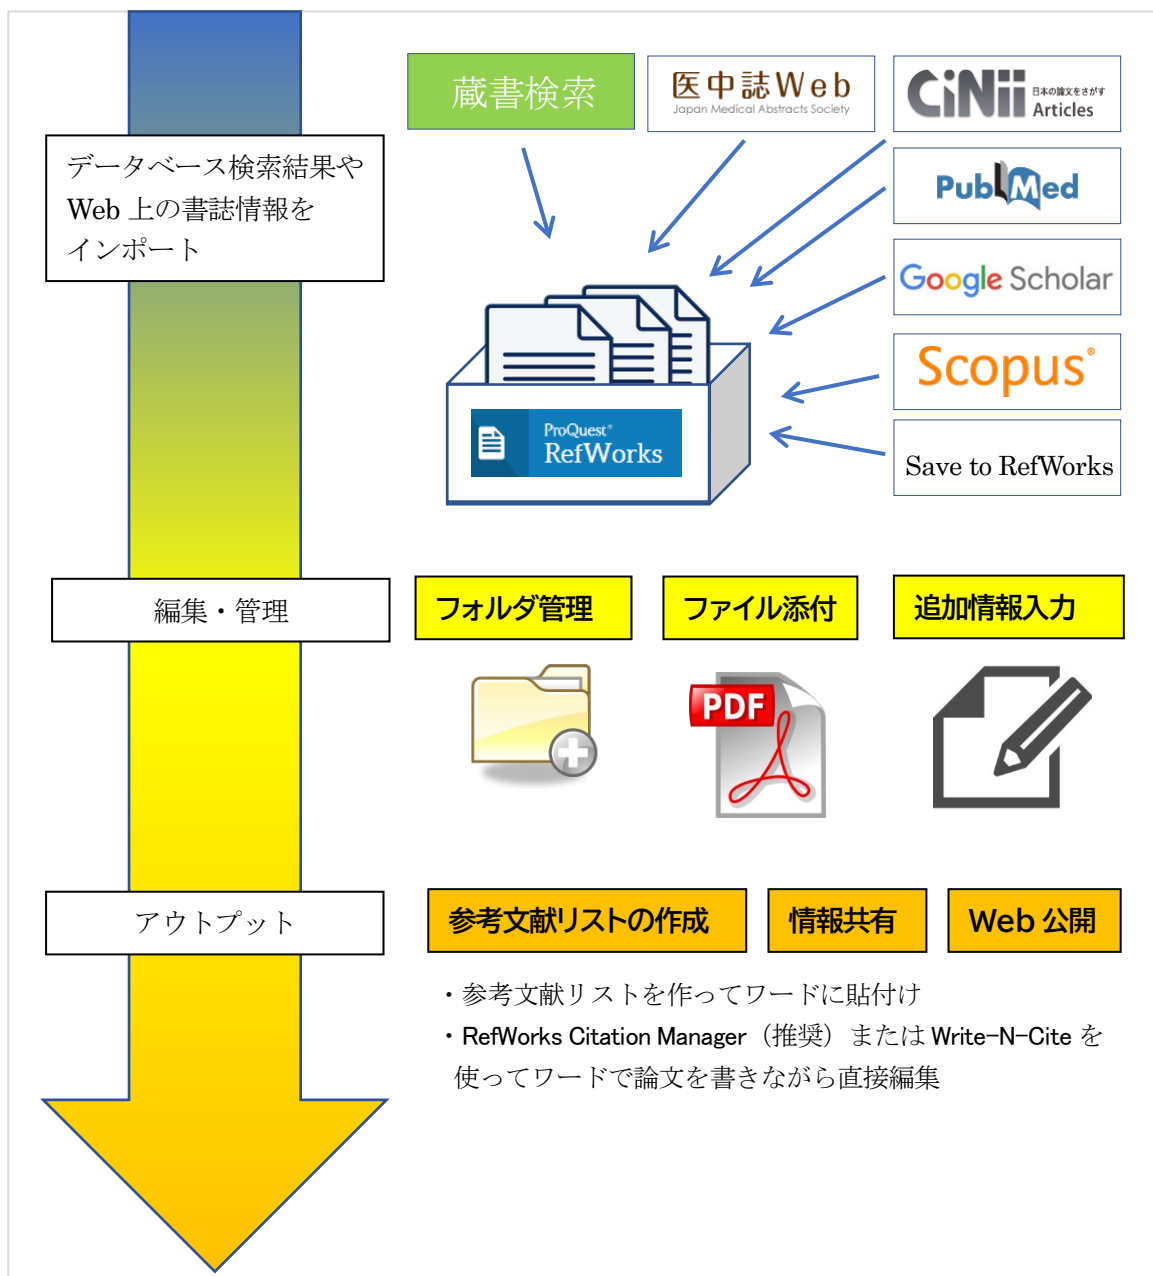 蔵書検索
医中誌Web
Japan Medical Abstracts Society
CiNii
日本の論文をさがす
Articles
データベース検索結果や
Web 上の書誌情報を
インポート
PubMed
Google Scholar
Scopus®
Save to RefWorks
ProQuest®
RefWorks
編集・管理
フォルダ管理
ファイル添付
追加情報入力
PDF
アウトプット
参考文献リストの作成
情報共有
Web 公開
・参考文献リストを作ってワードに貼付け
・RefWorks Citation Manager（推奨）または Write-N-Cite を
使ってワードで論文を書きながら直接編集